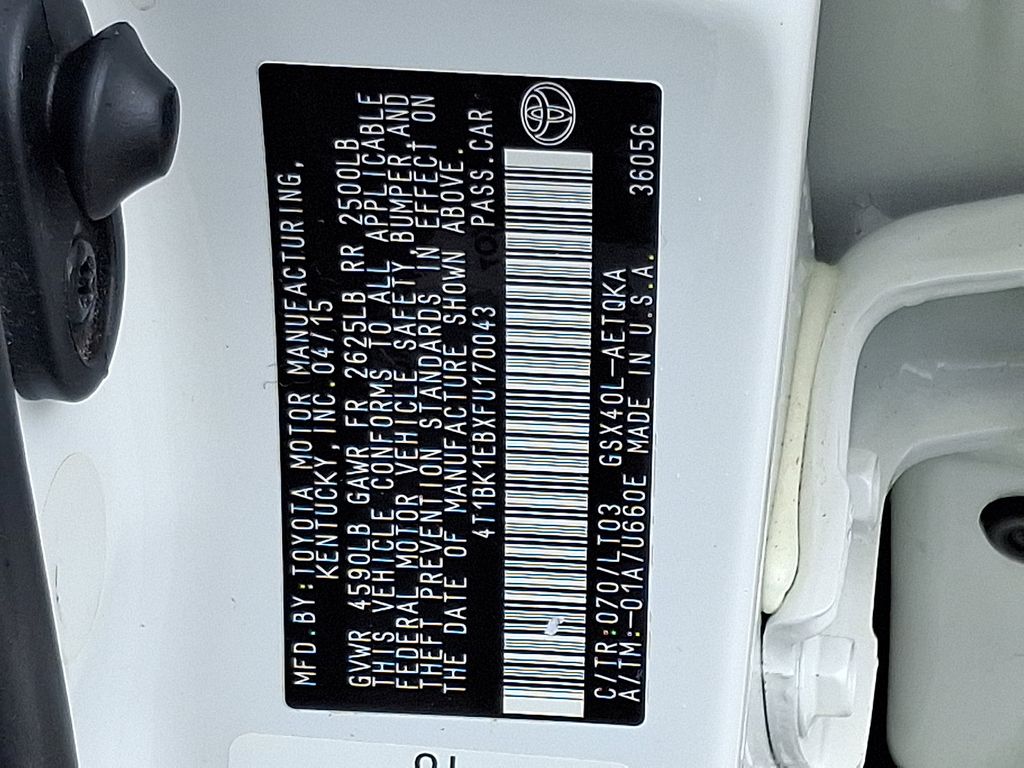 MFD.BY:TOYOTA MOTOR MANUFACTURING,
KENTUCKY, INC.04/15
GVWR 4590LB GAWR FR 2625LB RR 2500LB
THIS VEHICLE CONFORMS TO ALL APPLICABLE
FEDERAL MOTOR VEHICLE SAFETY,BUMPER,AND
THEFT PREVENTION STANDARDS IN EFFECT ON
THE DATE OF MANUFACTURE SHOWN ABOVE.
4T1BK1EBXFU170043 PASS.CAR
C/TR:070/LT03 GSX40L-AETQKA
A/TM:-01A/U660E MADE IN U.S.A. 36056